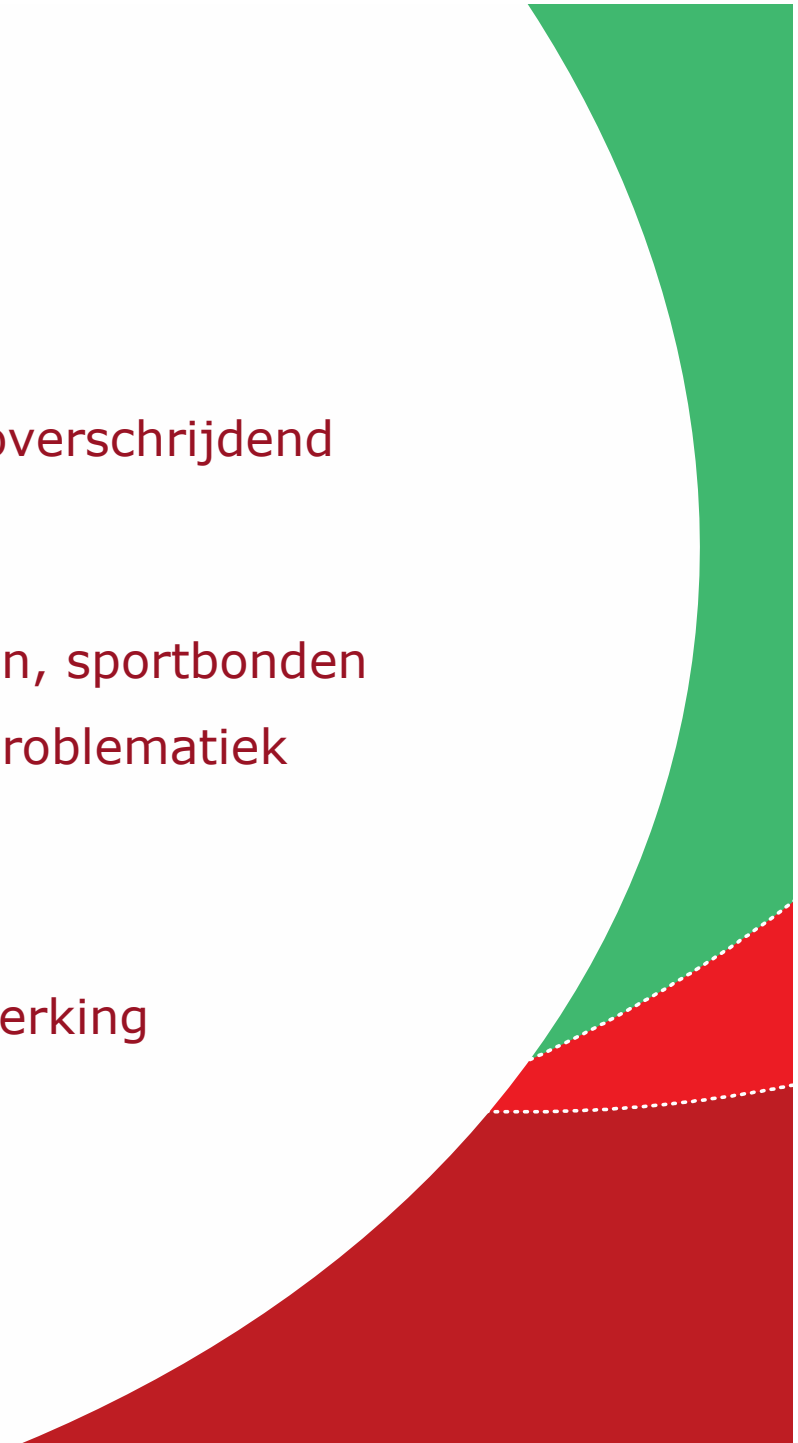 overschrijdend
n, sportbonden
roblematiek
erking